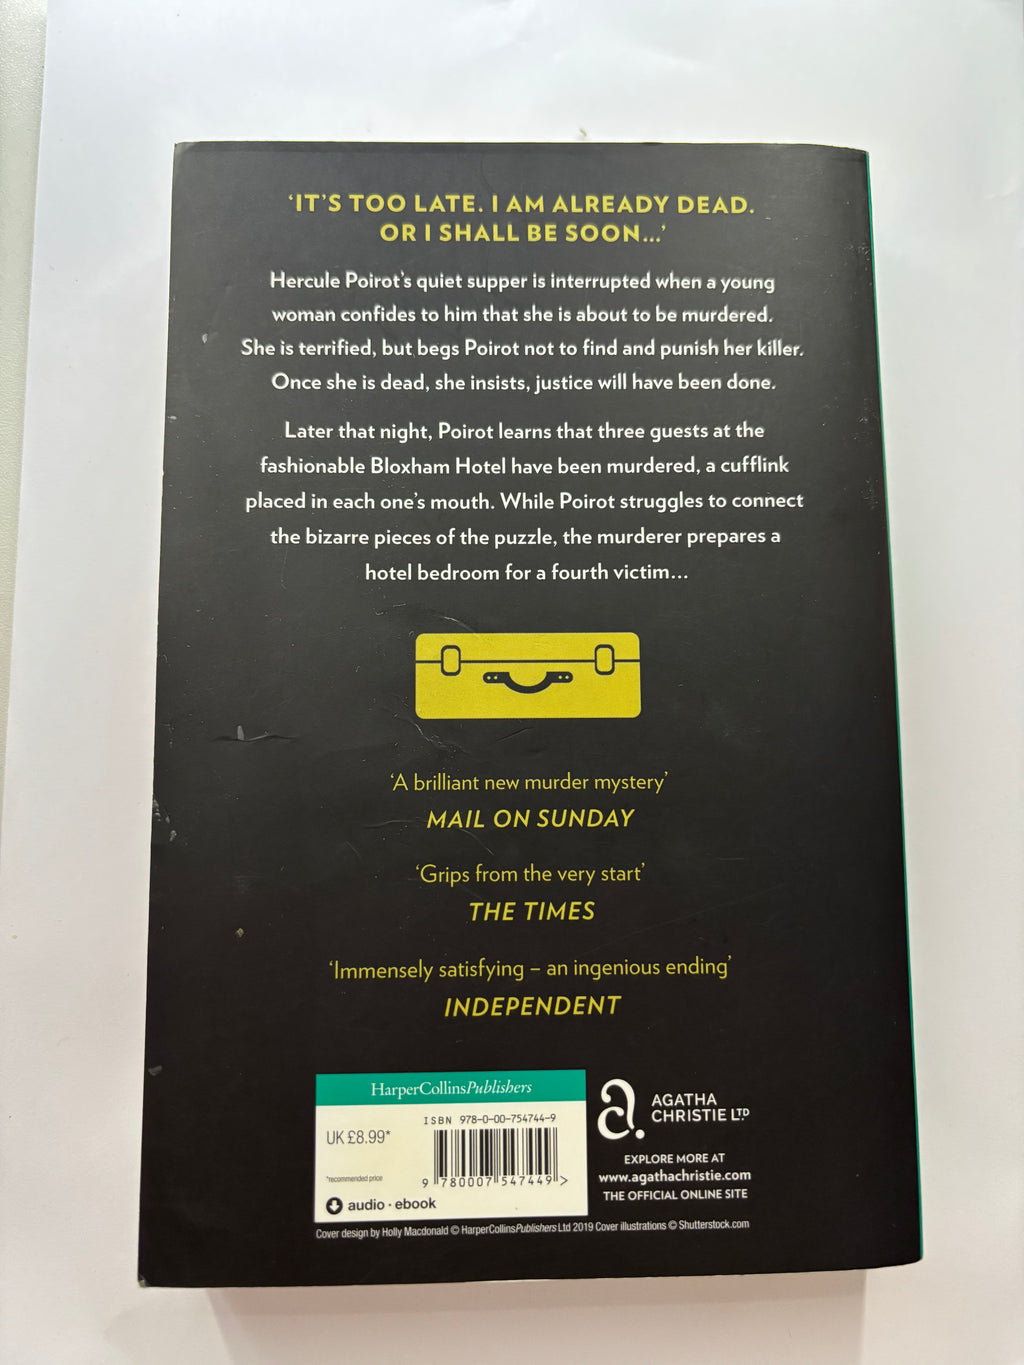 ‘IT’S TOO LATE. I AM ALREADY DEAD.
OR I SHALL BE SOON...’
Hercule Poirot’s quiet supper is interrupted when a young
woman confides to him that she is about to be murdered.
She is terrified, but begs Poirot not to find and punish her killer.
Once she is dead, she insists, justice will have been done.
Later that night, Poirot learns that three guests at the
fashionable Bloxham Hotel have been murdered, a cufflink
placed in each one’s mouth. While Poirot struggles to connect
the bizarre pieces of the puzzle, the murderer prepares a
hotel bedroom for a fourth victim...
‘A brilliant new murder mystery’
MAIL ON SUNDAY
‘Grips from the very start’
THE TIMES
‘Immensely satisfying – an ingenious ending’
INDEPENDENT
HarperCollinsPublishers
ISBN 978-0-00-754744-9
UK £8.99*
*recommended price
9 780007 547449 >
audio · ebook
a.
AGATHA
CHRISTIE LTD
EXPLORE MORE AT
www.agathachristie.com
THE OFFICIAL ONLINE SITE
Cover design by Holly Macdonald © HarperCollinsPublishers Ltd 2019 Cover illustrations © Shutterstock.com